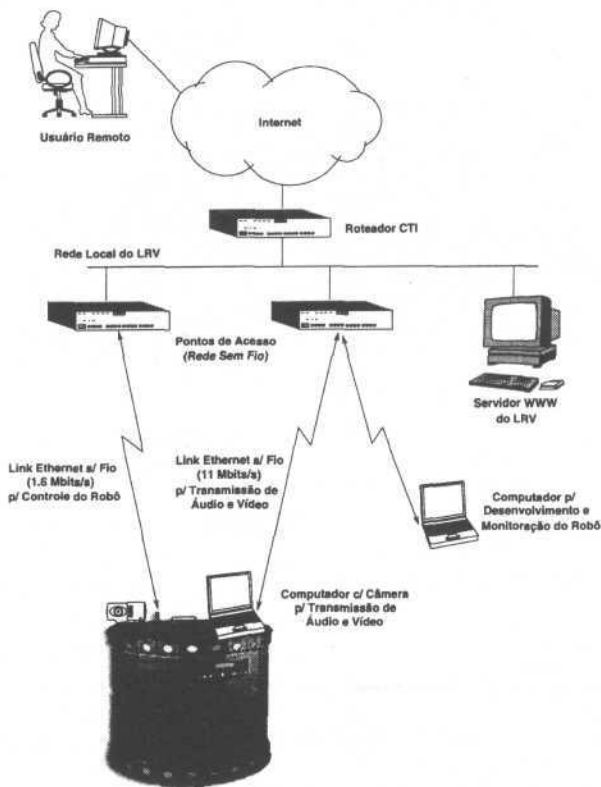 Usuário Remoto
Internet
Roteador CTI
Rede Local do LRV
Pontos de Acesso
(Rede Sem Fio)
Servidor WWW
do LRV
Link Ethernet s/ Fio
(1.6 Mbits/s)
p/ Controle do Robô
Link Ethernet s/ Fio
(11 Mbits/s)
p/ Transmissão de
Áudio e Vídeo
Computador p/
Desenvolvimento e
Monitoração do Robô
Computador c/ Câmera
p/ Transmissão de
Áudio e Vídeo